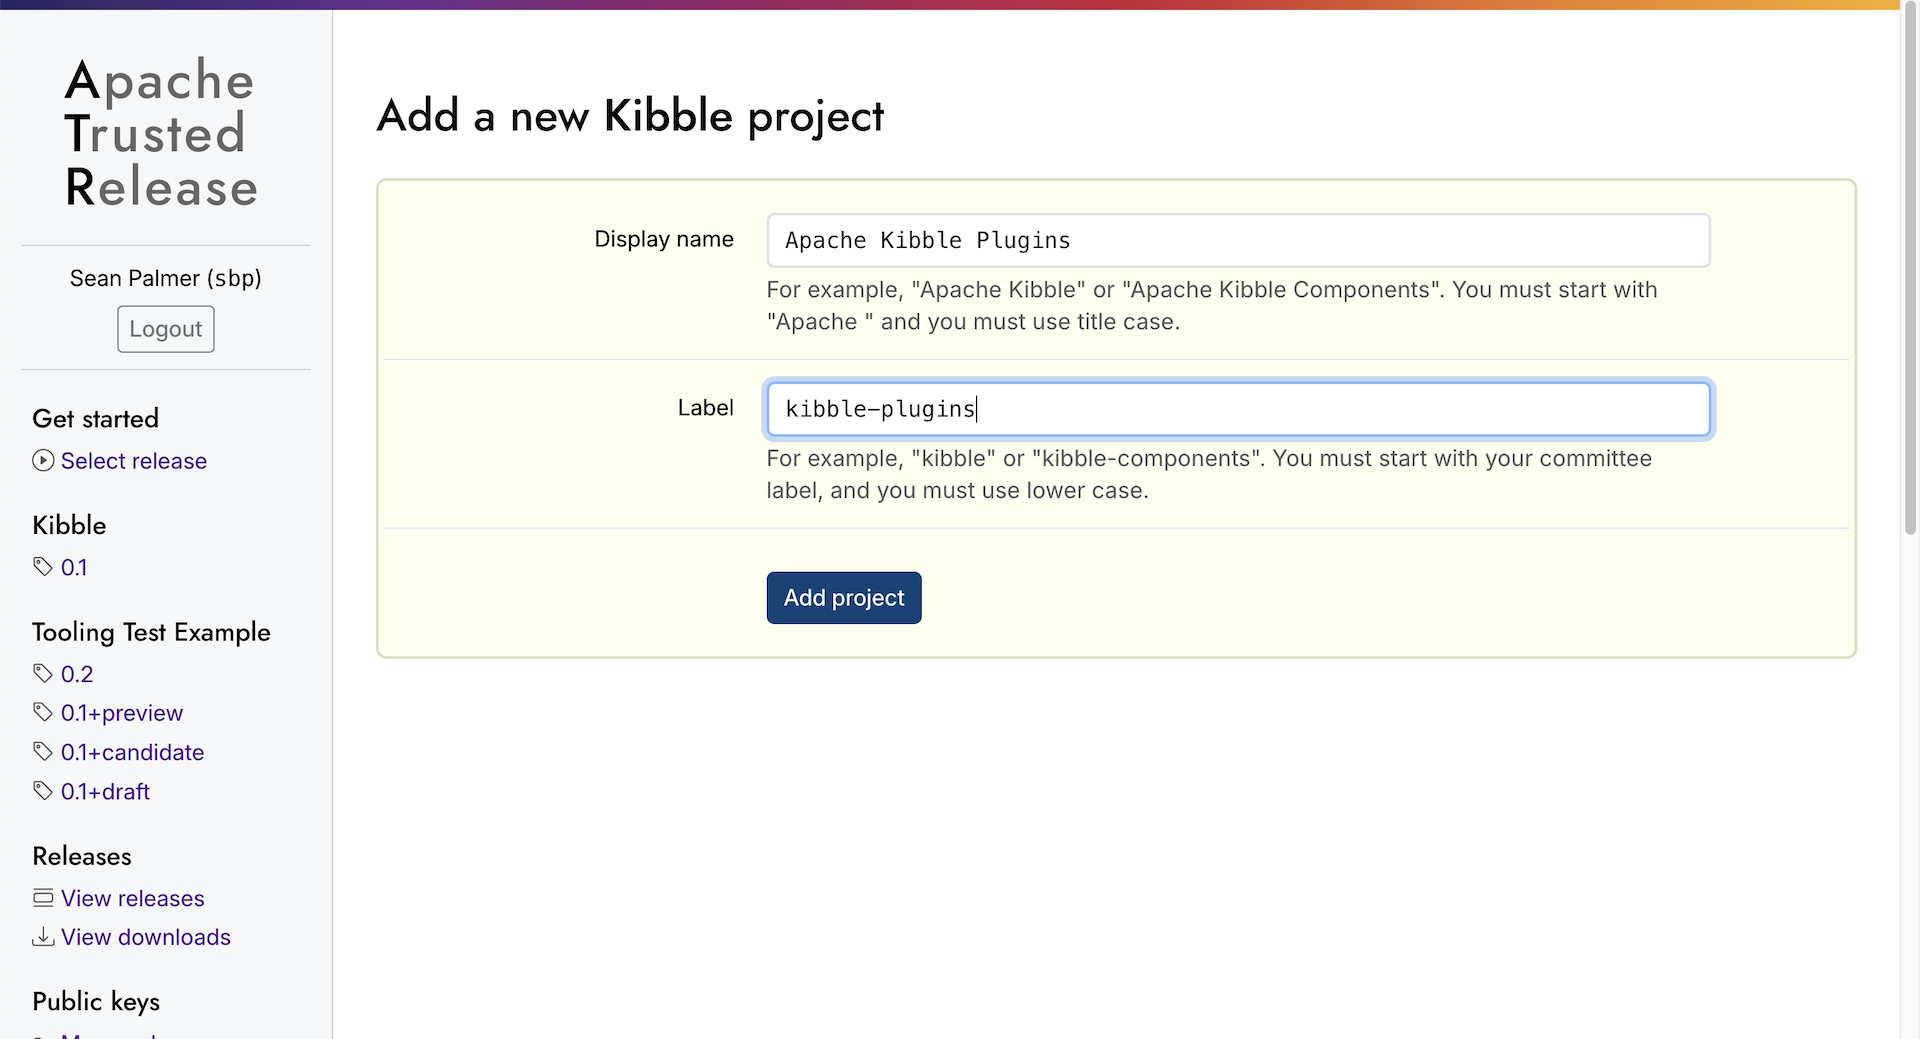 Apache
Trusted
Release
Sean Palmer (sbp)
Logout
Get started
Select release
Kibble
0.1
Tooling Test Example
0.2
0.1+preview
0.1+candidate
0.1+draft
Releases
View releases
View downloads
Public keys
Add a new Kibble project
Display name
Apache Kibble Plugins
For example, "Apache Kibble" or "Apache Kibble Components". You must start with
"Apache " and you must use title case.
Label
kibble-plugins
For example, "kibble" or "kibble-components". You must start with your committee
label, and you must use lower case.
Add project